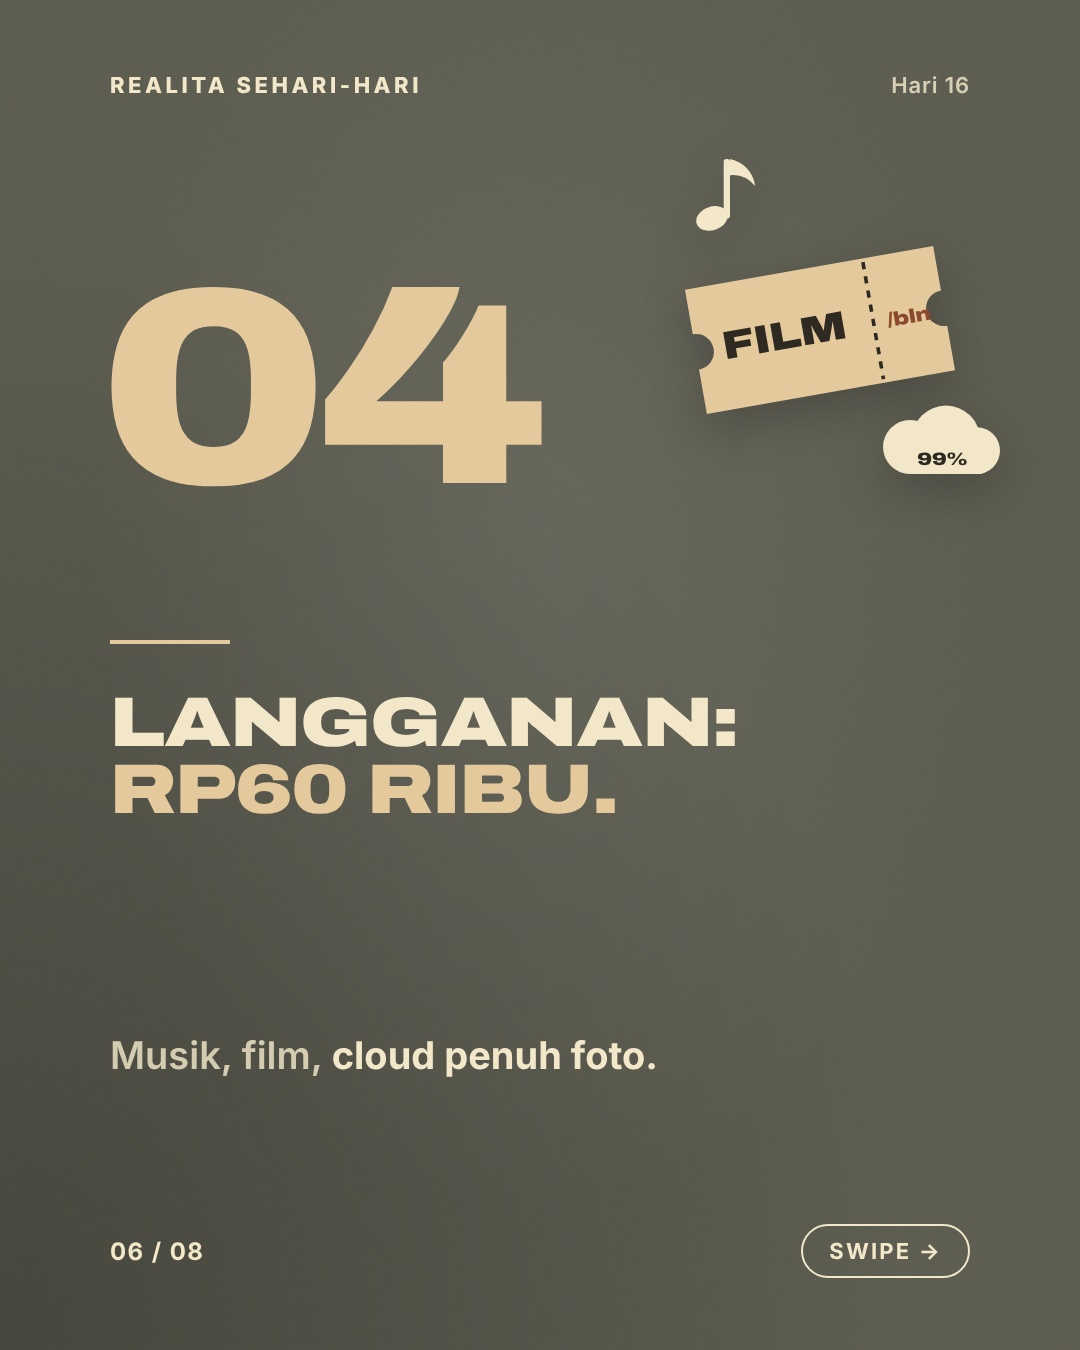 REALITA SEHARI-HARI
Hari 16
04
FILM
/bln
99%
LANGGANAN:
RP60 RIBU.
Musik, film, cloud penuh foto.
06 / 08
SWIPE →